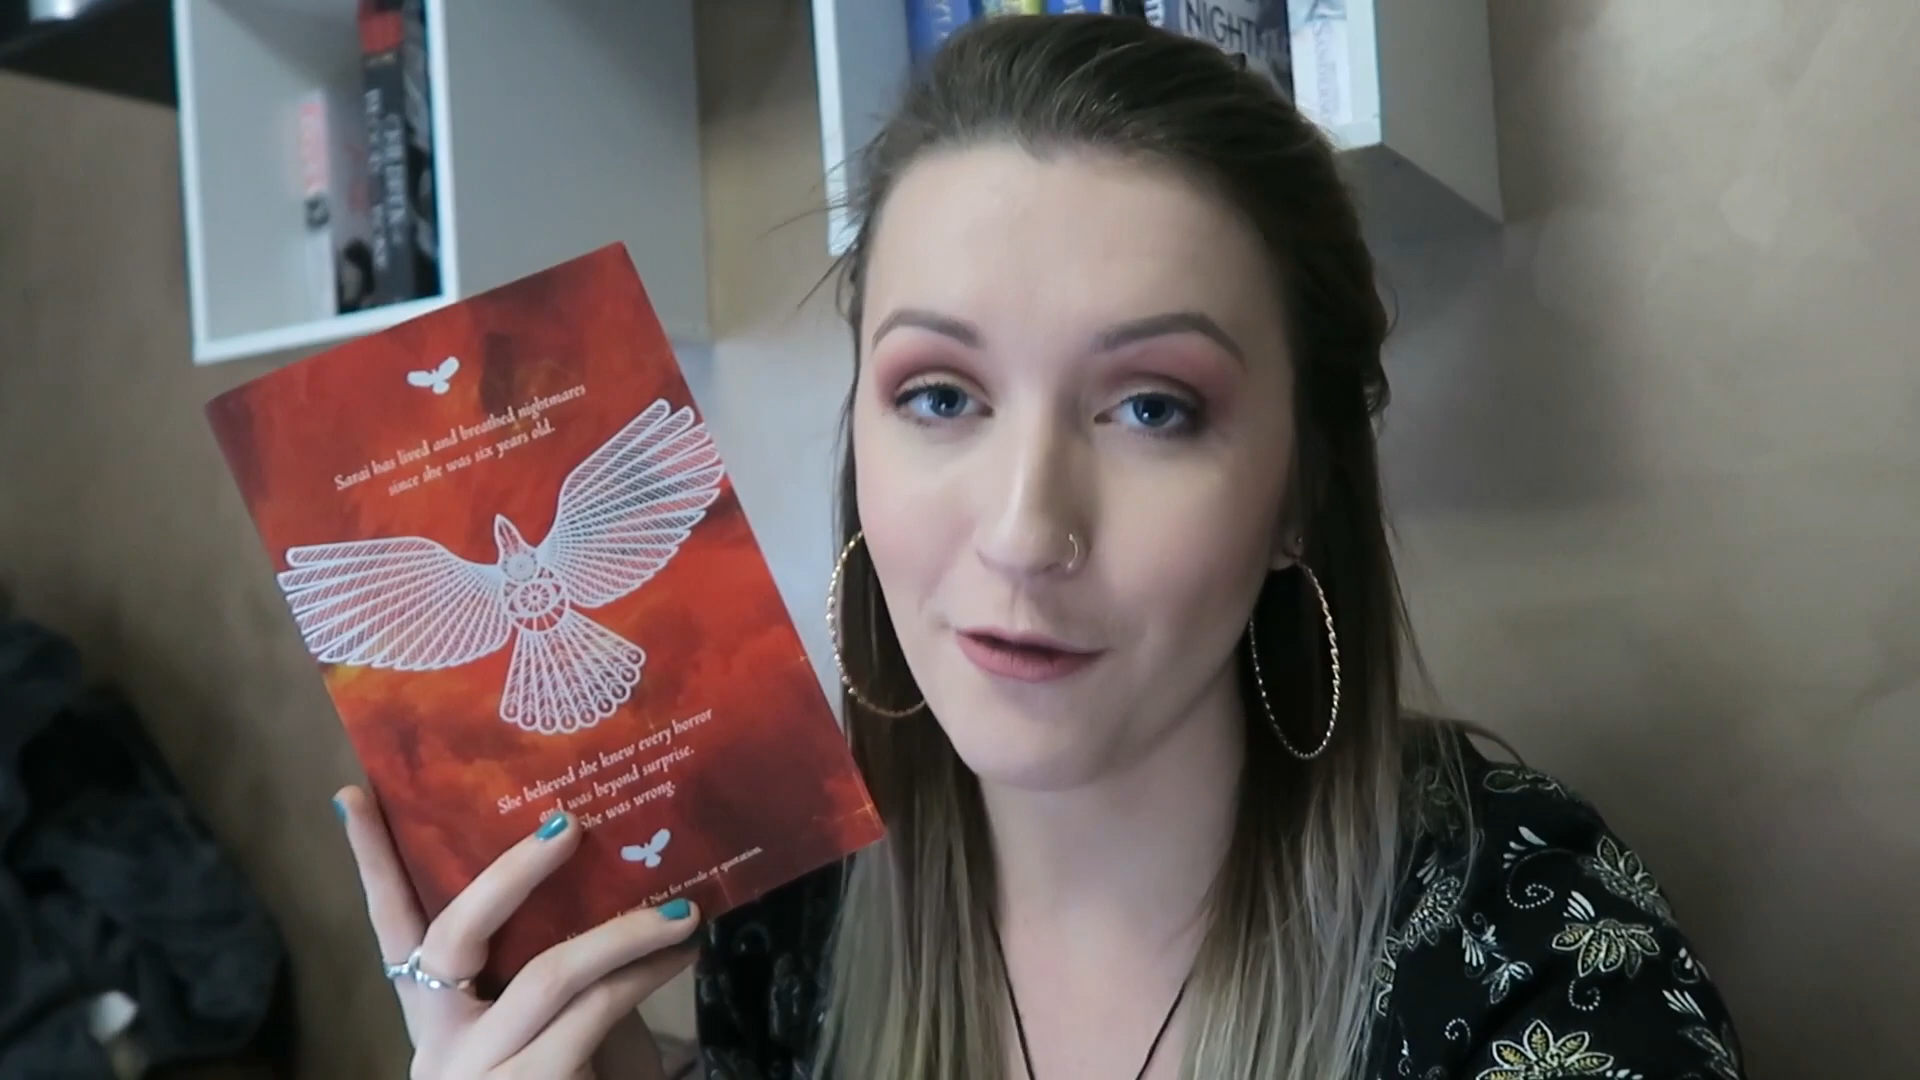 NIGHTM
Sarai has lived and breathed nightmares
since she was six years old.
She believed she knew every horror
and was beyond surprise.
She was wrong.
Not for resale or quotation.